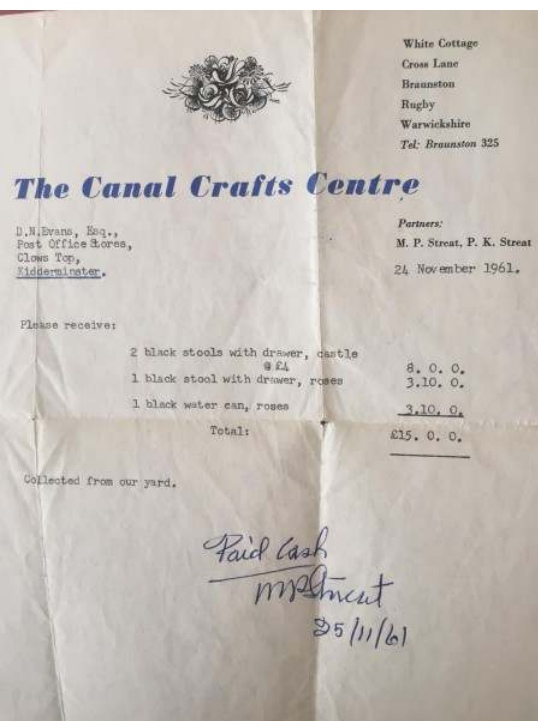 White Cottage
Cross Lane
Braunston
Rugby
Warwickshire
Tel: Braunston 325
The Canal Crafts Centre
D.N.Evans, Esq.,
Post Office Stores,
Clows Top,
Kidderminster.
Partners:
M. P. Streat, P. K. Streat
24 November 1961.
Please receive:
2 black stools with drawer, castle
@ £4 8. 0. 0.
1 black stool with drawer, roses 3.10. 0.
1 black water can, roses 3.10. 0.
Total: £15. 0. 0.
Collected from our yard.
Paid Cash
MPStreat
25/11/61